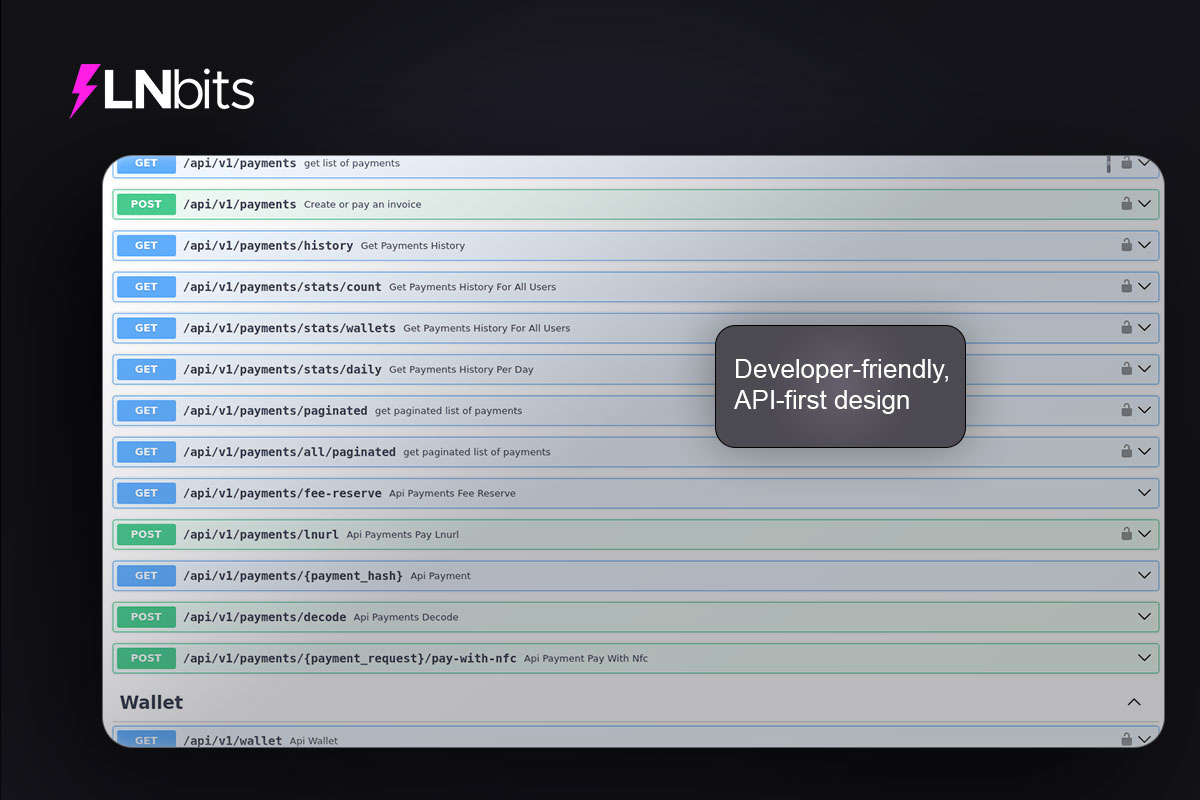 LNbits
GET /api/v1/payments get list of payments
POST /api/v1/payments Create or pay an invoice
GET /api/v1/payments/history Get Payments History
GET /api/v1/payments/stats/count Get Payments History For All Users
GET /api/v1/payments/stats/wallets Get Payments History For All Users
GET /api/v1/payments/stats/daily Get Payments History Per Day
Developer-friendly,
API-first design
GET /api/v1/payments/paginated get paginated list of payments
GET /api/v1/payments/all/paginated get paginated list of payments
GET /api/v1/payments/fee-reserve Api Payments Fee Reserve
POST /api/v1/payments/lnurl Api Payments Pay Lnurl
GET /api/v1/payments/{payment_hash} Api Payment
POST /api/v1/payments/decode Api Payments Decode
POST /api/v1/payments/{payment_request}/pay-with-nfc Api Payment Pay With Nfc
Wallet
GET /api/v1/wallet Api Wallet